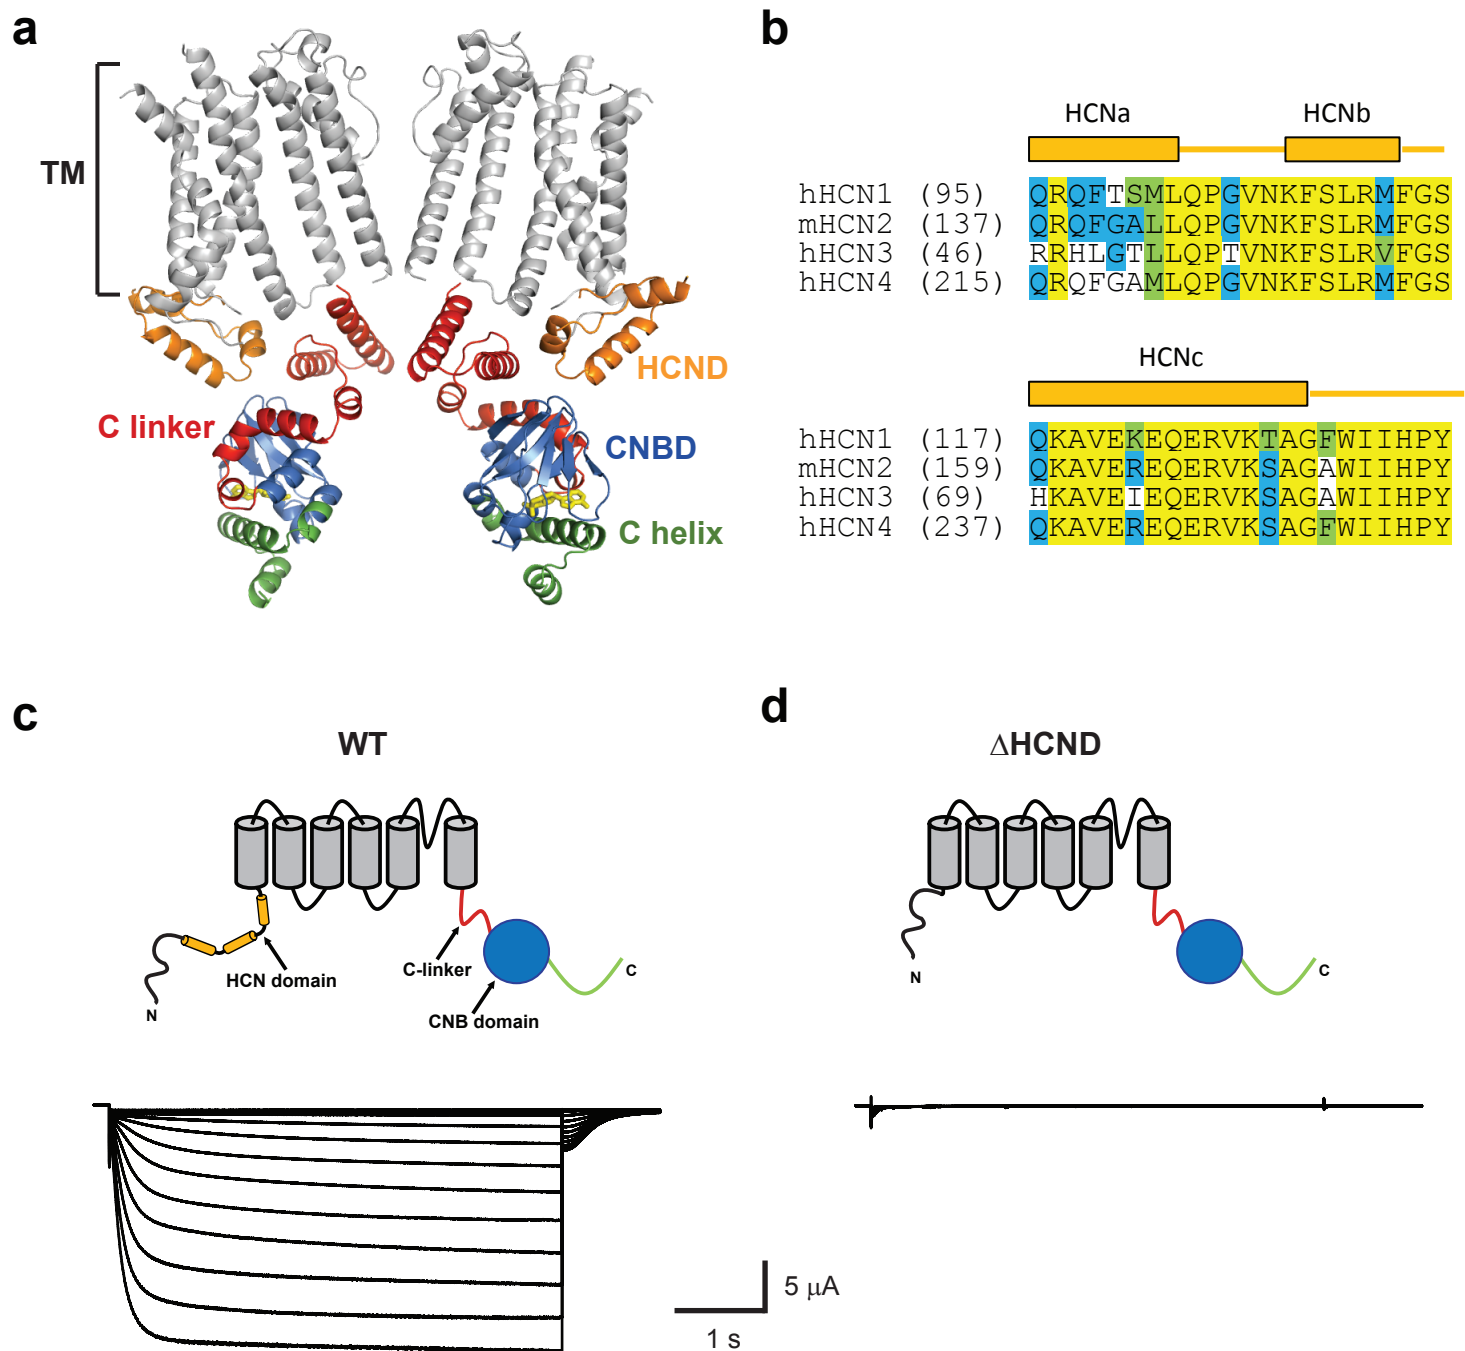 a
TM
HCND
C linker
CNBD
C helix
b
HCNa HCNb
hHCN1 (95) QRQFTSMLQPGVNKFSLRMFGS
mHCN2 (137) QRQFGALLQPGVNKFSLRMFGS
hHCN3 (46) RRHLGTLLQPTVNKFSLRVFGS
hHCN4 (215) QRQFGAMLQPGVNKFSLRMFGS
HCNc
hHCN1 (117) QKAVEKEQERVKTAGFWIIHPY
mHCN2 (159) QKAVEREQERVKSAGAWIIHPY
hHCN3 (69) HKAVEIEQERVKSAGAWIIHPY
hHCN4 (237) QKAVEREQERVKSAGFWIIHPY
c
WT
HCN domain
C-linker
CNB domain
N
C
d
ΔHCND
N
C
5 μA
1 s